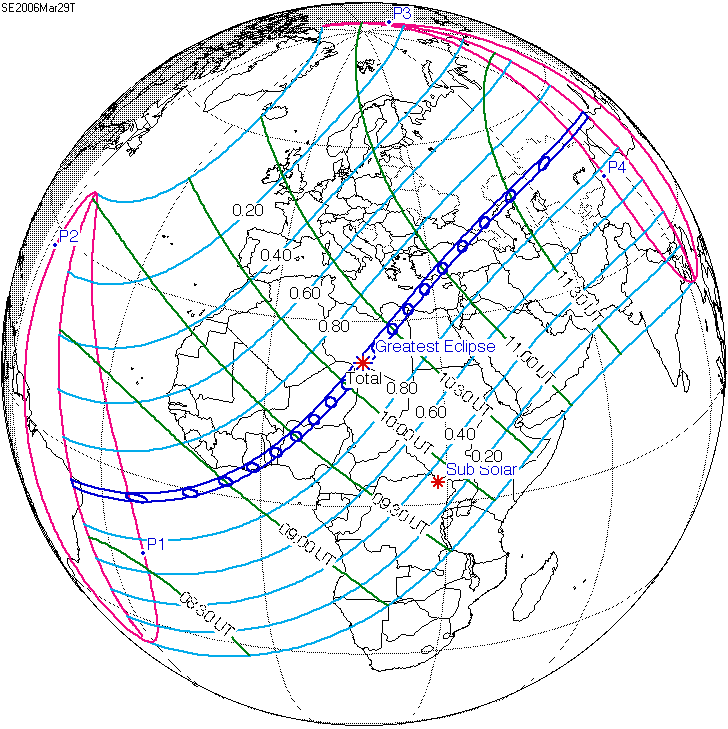 SE2006Mar29T
P3
P4
P2
0.20
0.40
0.60
0.80
11:30 UT
Greatest Eclipse
11:00 UT
Total
0.80
10:30 UT
0.60
10:00 UT
0.40
0.20
Sub Solar
09:30 UT
09:00 UT
P1
08:30 UT